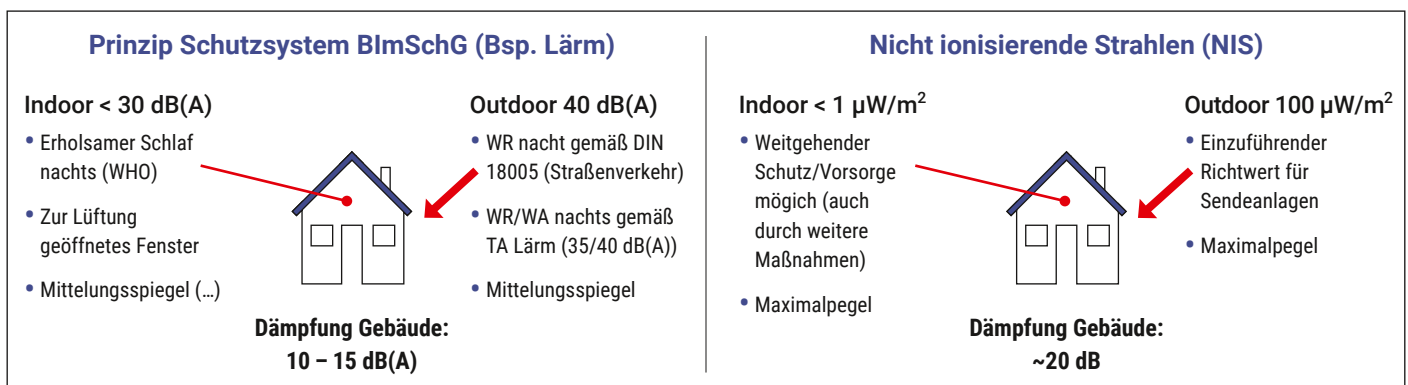 Prinzip Schutzsystem BImSchG (Bsp. Lärm)
Indoor < 30 dB(A)
• Erholsamer Schlaf
nachts (WHO)
• Zur Lüftung
geöffnetes Fenster
• Mittelungsspiegel (…)
Outdoor 40 dB(A)
• WR nacht gemäß DIN
18005 (Straßenverkehr)
• WR/WA nachts gemäß
TA Lärm (35/40 dB(A))
• Mittelungsspiegel
Dämpfung Gebäude:
10 – 15 dB(A)
Nicht ionisierende Strahlen (NIS)
Indoor < 1 µW/m²
• Weitgehender
Schutz/Vorsorge
möglich (auch
durch weitere
Maßnahmen)
• Maximalpegel
Outdoor 100 µW/m²
• Einzuführender
Richtwert für
Sendeanlagen
• Maximalpegel
Dämpfung Gebäude:
~20 dB